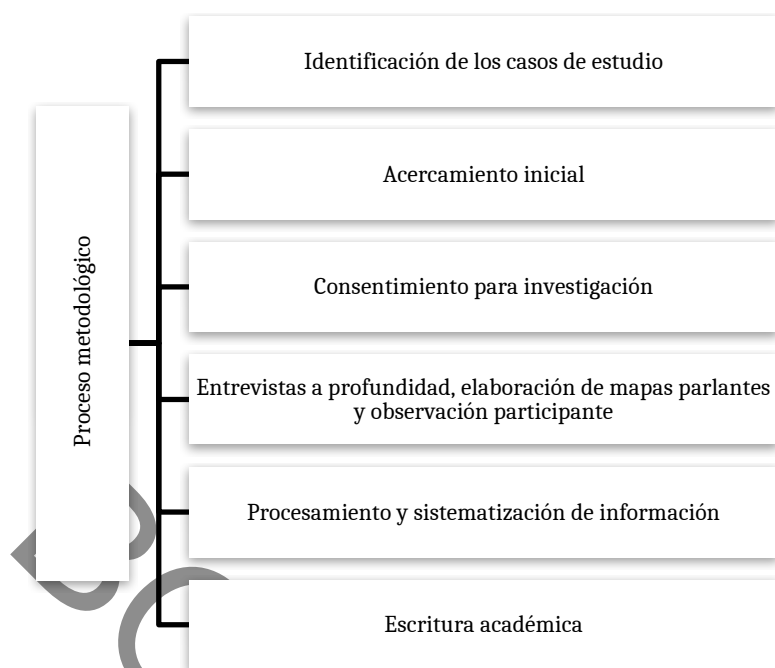 Proceso metodológico
Identificación de los casos de estudio
Acercamiento inicial
Consentimiento para investigación
Entrevistas a profundidad, elaboración de mapas parlantes
y observación participante
Procesamiento y sistematización de información
Escritura académica